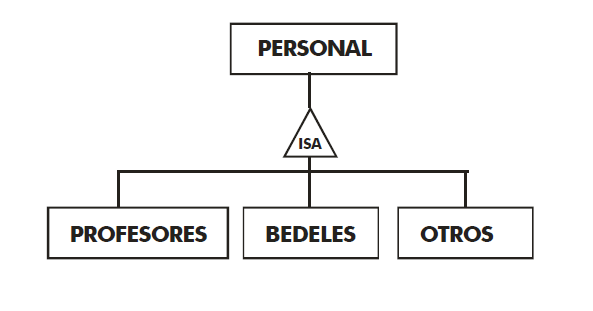 PERSONAL
ISA
PROFESORES
BEDELES
OTROS